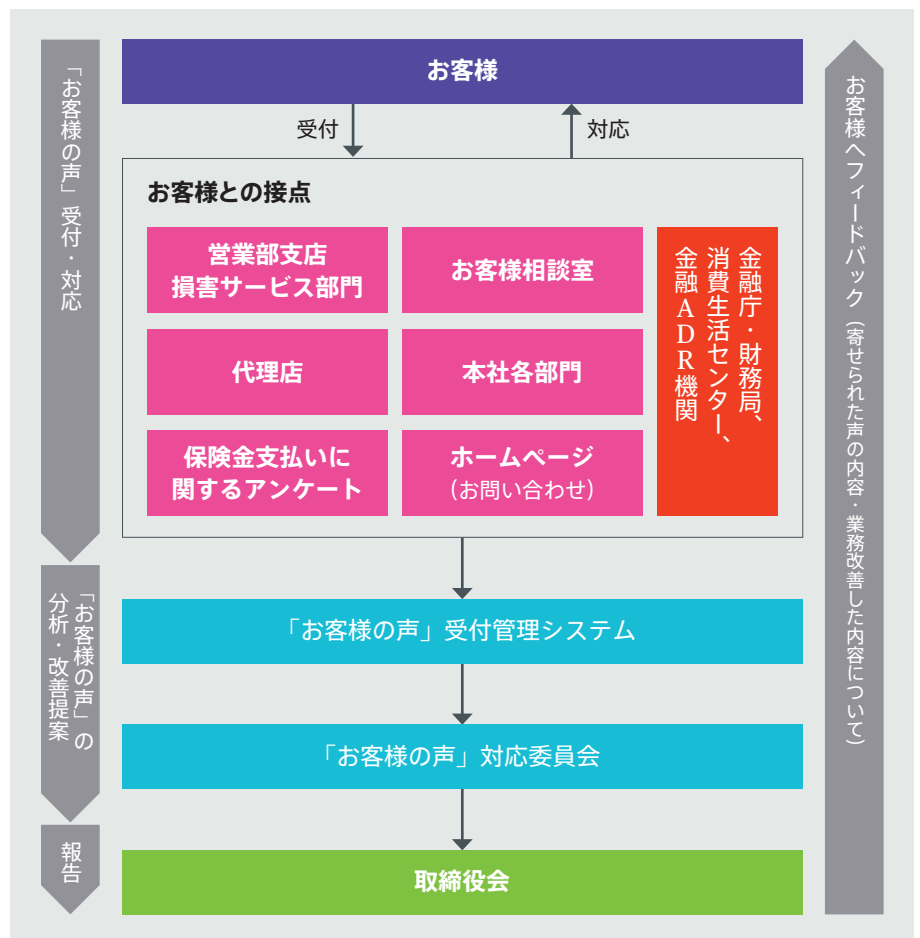 お客様
受付
対応
お客様との接点
営業部支店
損害サービス部門
お客様相談室
代理店
本社各部門
保険金支払いに
関するアンケート
ホームページ
（お問い合わせ）
金融庁・財務局、
消費生活センター、
金融ADR機関
「お客様の声」受付管理システム
「お客様の声」対応委員会
取締役会
「お客様の声」受付・対応
「お客様の声」の
分析・改善提案
報告
お客様へフィードバック（寄せられた声の内容・業務改善した内容について）